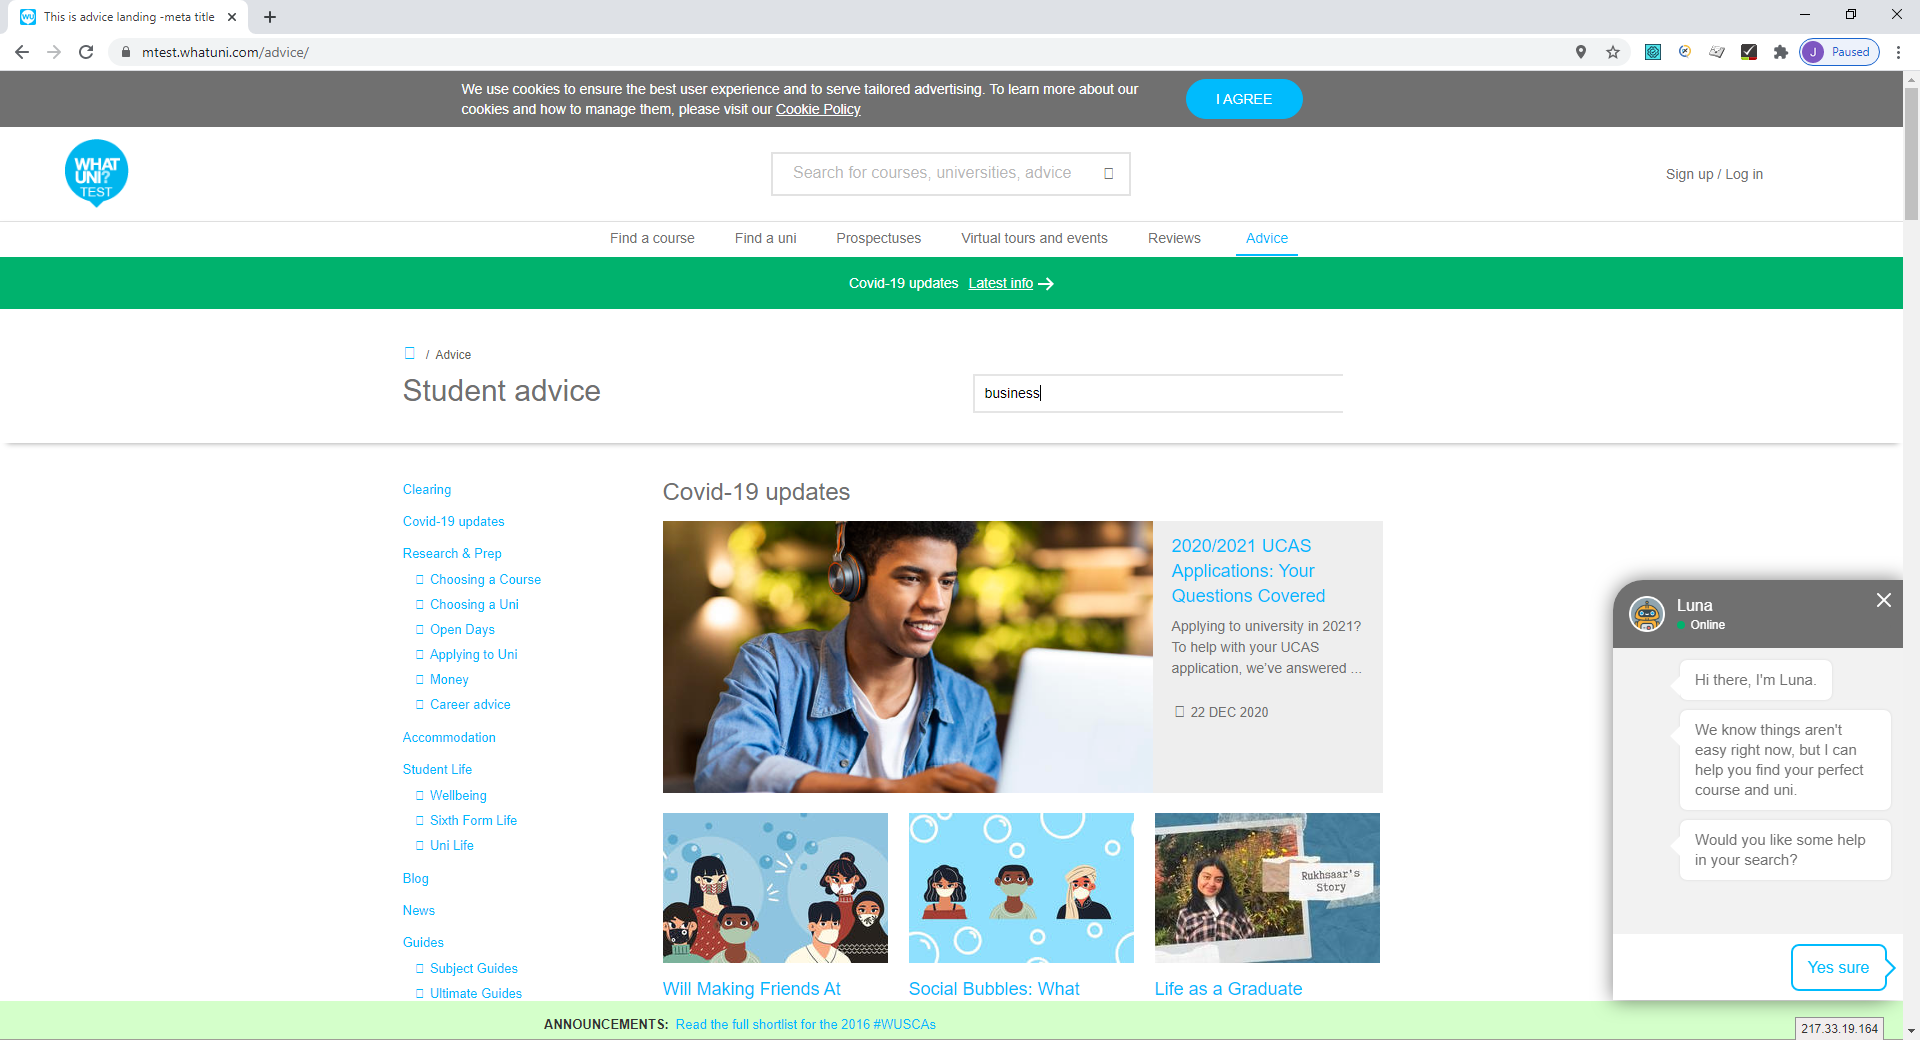 This is advice landing -meta title
mtest.whatuni.com/advice/
J Paused
We use cookies to ensure the best user experience and to serve tailored advertising. To learn more about our
cookies and how to manage them, please visit our Cookie Policy
I AGREE
WHAT
UNI?
TEST
Search for courses, universities, advice
Sign up / Log in
Find a course Find a uni Prospectuses Virtual tours and events Reviews Advice
Covid-19 updates Latest info
/ Advice
Student advice
business
Clearing
Covid-19 updates
Research & Prep
Choosing a Course
Choosing a Uni
Open Days
Applying to Uni
Money
Career advice
Accommodation
Student Life
Wellbeing
Sixth Form Life
Uni Life
Blog
News
Guides
Subject Guides
Ultimate Guides
Covid-19 updates
2020/2021 UCAS
Applications: Your
Questions Covered
Applying to university in 2021?
To help with your UCAS
application, we've answered ...
22 DEC 2020
Rukhsaar's
Story
Will Making Friends At
Social Bubbles: What
Life as a Graduate
Luna
Online
Hi there, I'm Luna.
We know things aren't
easy right now, but I can
help you find your perfect
course and uni.
Would you like some help
in your search?
Yes sure
ANNOUNCEMENTS: Read the full shortlist for the 2016 #WUSCAs
217.33.19.164